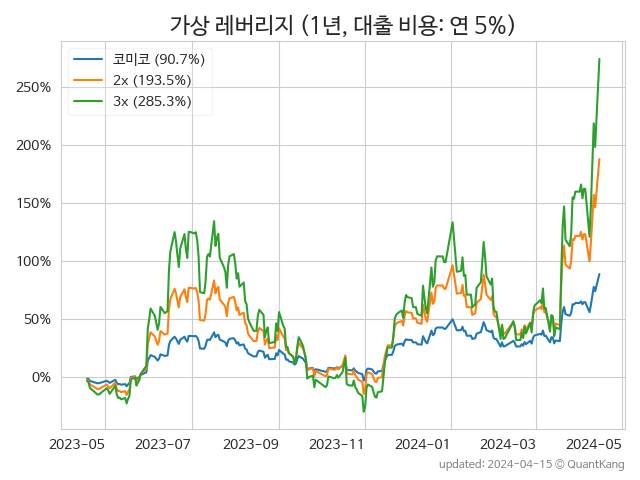 가상 레버리지 (1년, 대출 비용: 연 5%)
코미코 (90.7%)
2x (193.5%)
3x (285.3%)
250%
200%
150%
100%
50%
0%
2023-05 2023-07 2023-09 2023-11 2024-01 2024-03 2024-05
updated: 2024-04-15 © QuantKang